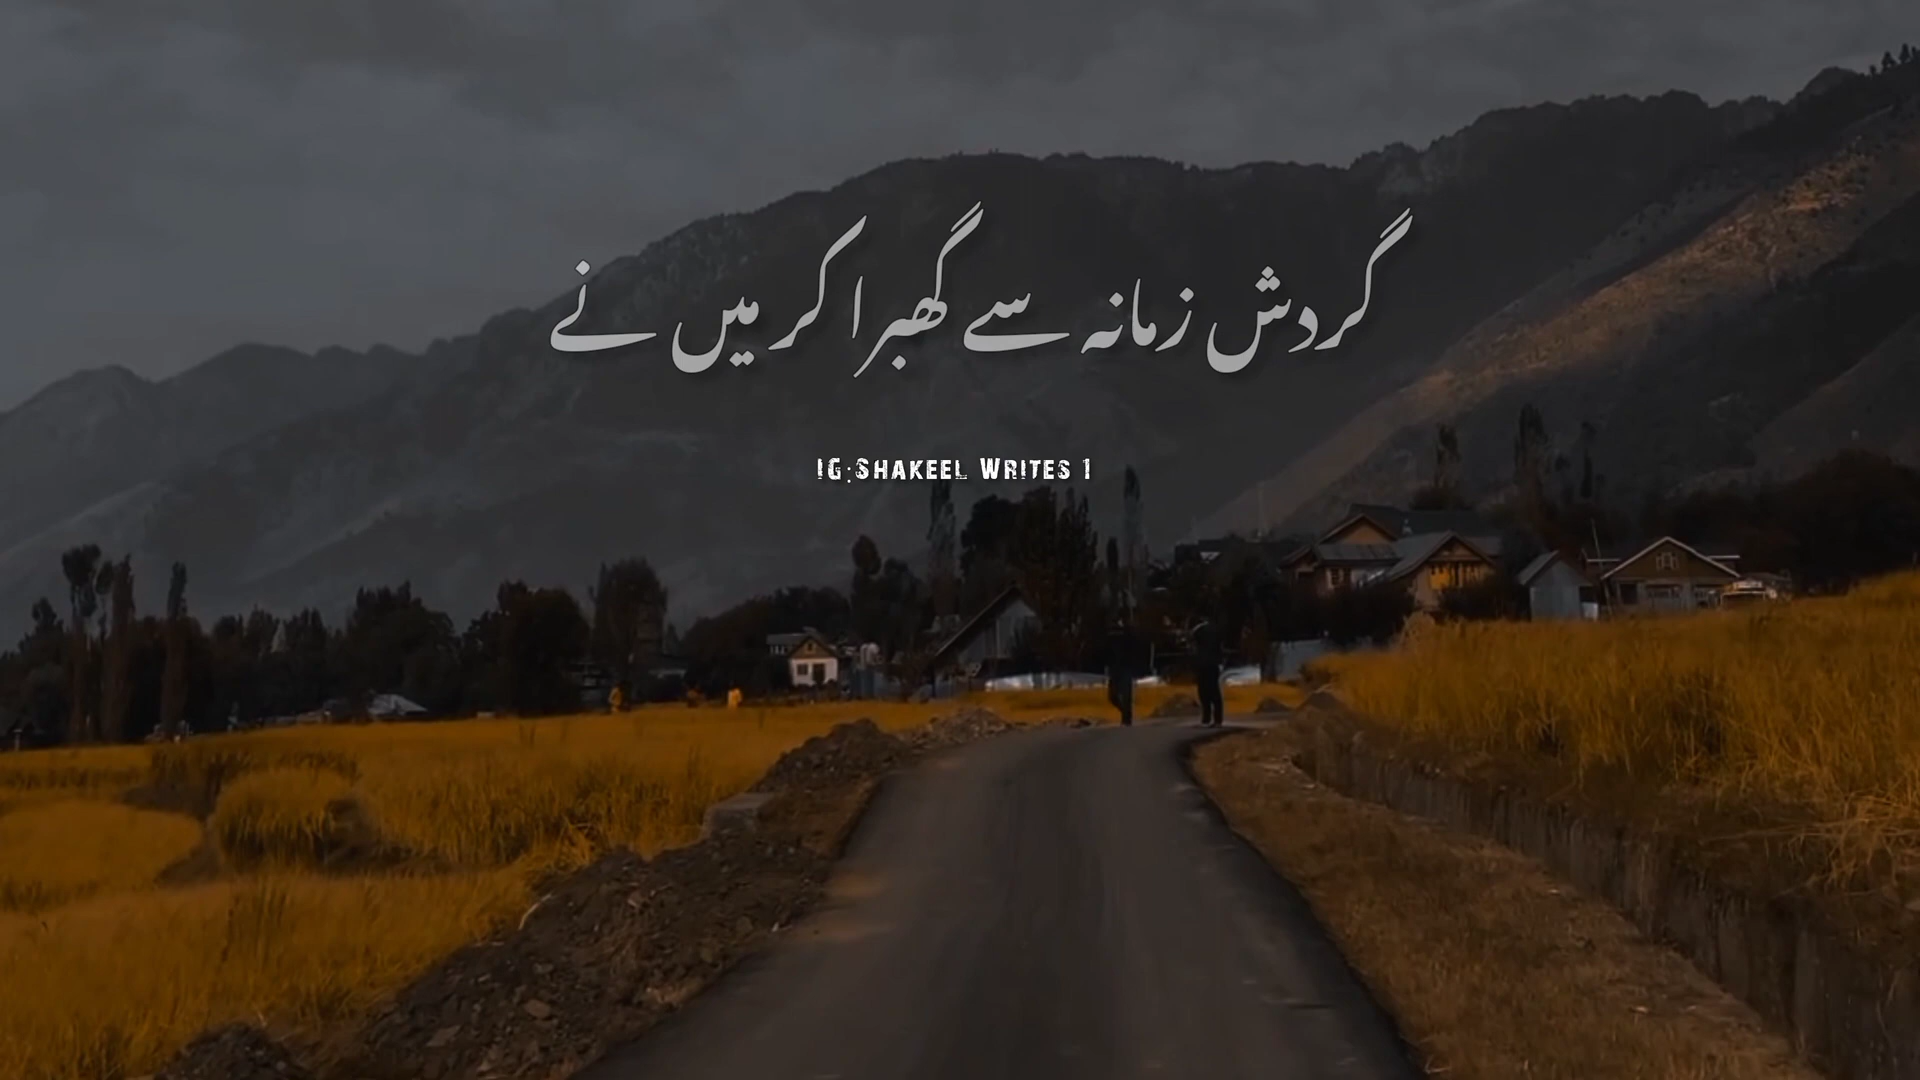 گردش زمانہ سے گھبرا کر میں نے
IG:Shakeel Writes 1